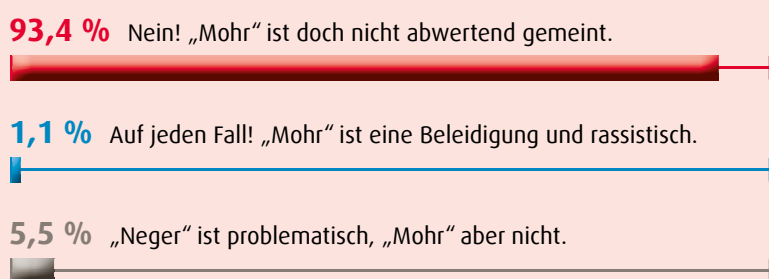 93,4 % Nein! „Mohr“ ist doch nicht abwertend gemeint.
1,1 % Auf jeden Fall! „Mohr“ ist eine Beleidigung und rassistisch.
5,5 % „Neger“ ist problematisch, „Mohr“ aber nicht.